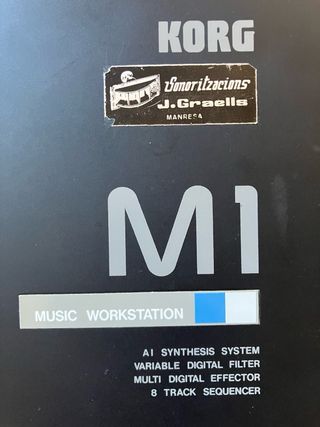 KORG
Sonoritzacions
J.Graells
MANRESA
M1
MUSIC WORKSTATION
AI SYNTHESIS SYSTEM
VARIABLE DIGITAL FILTER
MULTI DIGITAL EFFECTOR
8 TRACK SEQUENCER